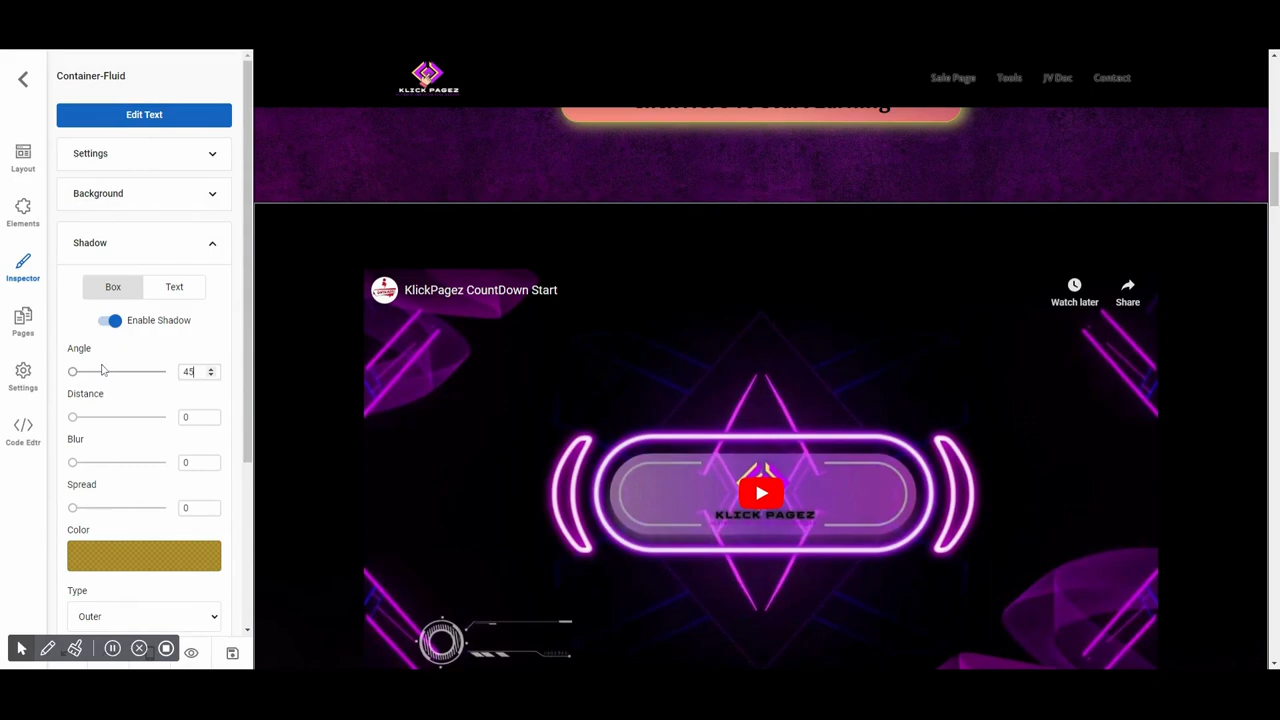 Container-Fluid
Edit Text
Settings
Background
Shadow
Box Text
Enable Shadow
Angle
45
Distance
0
Blur
0
Spread
0
Color
Type
Outer
Layout
Elements
Inspector
Pages
Settings
Code Edtr
KLICK PAGEZ
Sale Page Tools JV Doc Contact
KlickPagez CountDown Start
Watch later
Share
KLICK PAGEZ